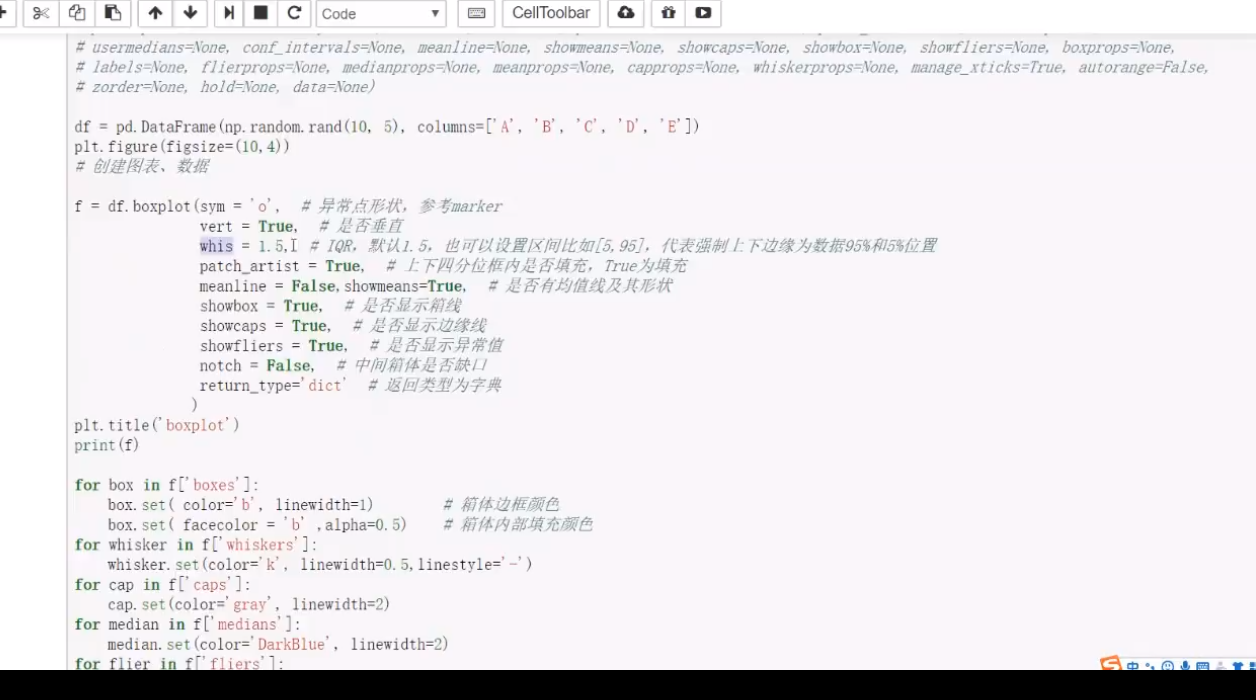 Code
CellToolbar
# usermedians=None, conf_intervals=None, meanline=None, showmeans=None, showcaps=None, showbox=None, showfliers=None, boxprops=None,
# labels=None, flierprops=None, medianprops=None, meanprops=None, capprops=None, whiskerprops=None, manage_xticks=True, autorange=False,
# zorder=None, hold=None, data=None)
df = pd.DataFrame(np.random.rand(10, 5), columns=['A', 'B', 'C', 'D', 'E'])
plt.figure(figsize=(10,4))
# 创建图表、数据
f = df.boxplot(sym = 'o', # 异常点形状，参考marker
vert = True, # 是否垂直
whis = 1.5, # IQR，默认1.5，也可以设置区间比如[5,95]，代表强制上下边缘为数据95%和5%位置
patch_artist = True, # 上下四分位框内是否填充，True为填充
meanline = False,showmeans=True, # 是否有均值线及其形状
showbox = True, # 是否显示箱线
showcaps = True, # 是否显示边缘线
showfliers = True, # 是否显示异常值
notch = False, # 中间箱体是否缺口
return_type='dict' # 返回类型为字典
)
plt.title('boxplot')
print(f)
for box in f['boxes']:
box.set( color='b', linewidth=1) # 箱体边框颜色
box.set( facecolor = 'b' ,alpha=0.5) # 箱体内部填充颜色
for whisker in f['whiskers']:
whisker.set(color='k', linewidth=0.5,linestyle='-')
for cap in f['caps']:
cap.set(color='gray', linewidth=2)
for median in f['medians']:
median.set(color='DarkBlue', linewidth=2)
for flier in f['fliers']:
中